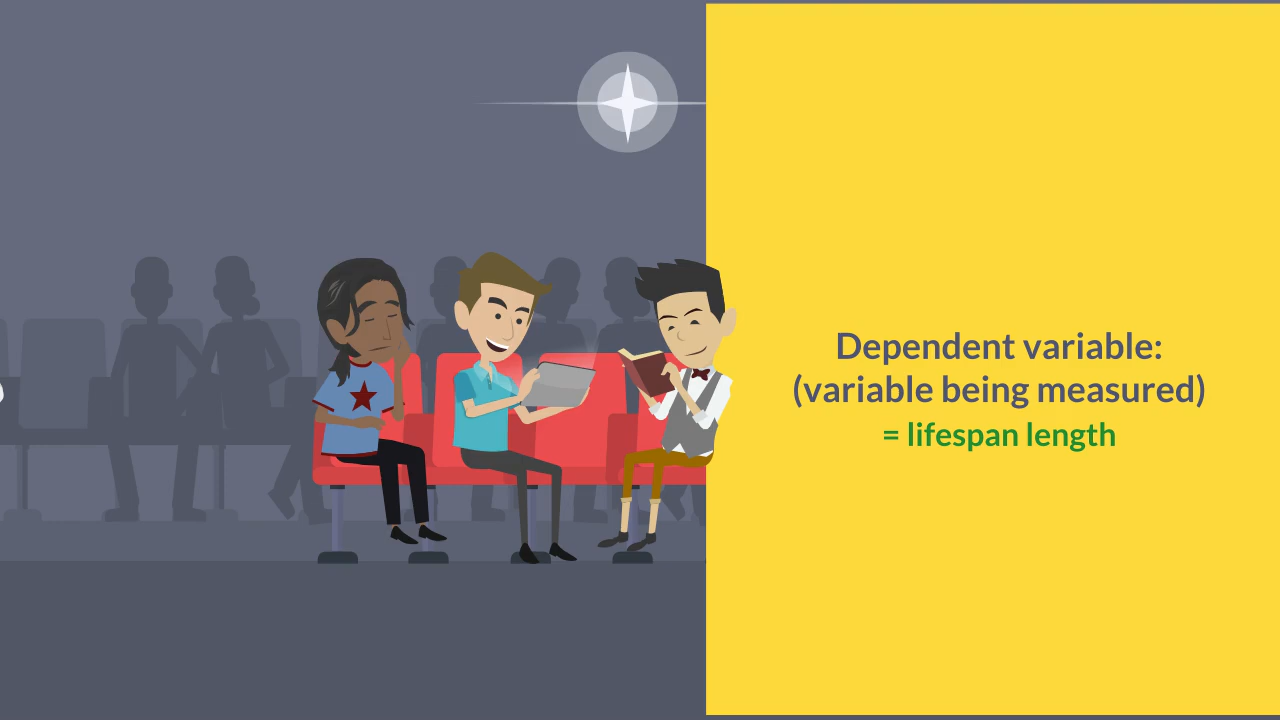 Dependent variable:
(variable being measured)
= lifespan length